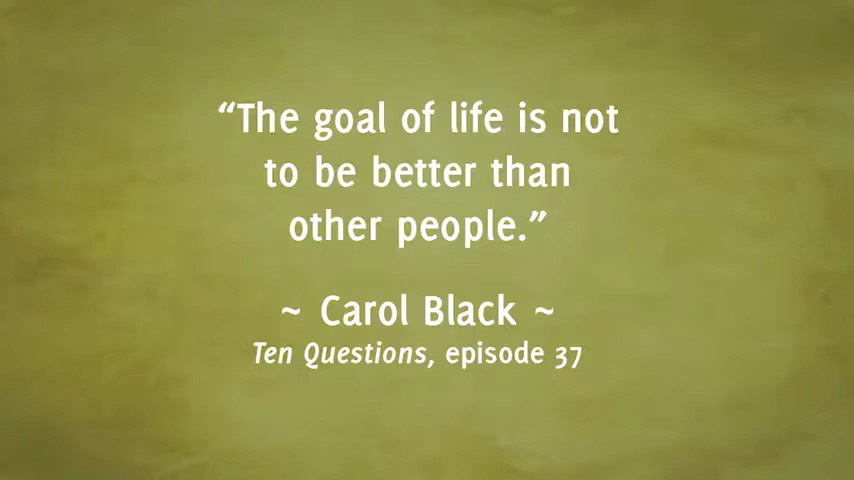 “The goal of life is not
to be better than
other people.”
~ Carol Black ~
Ten Questions, episode 37